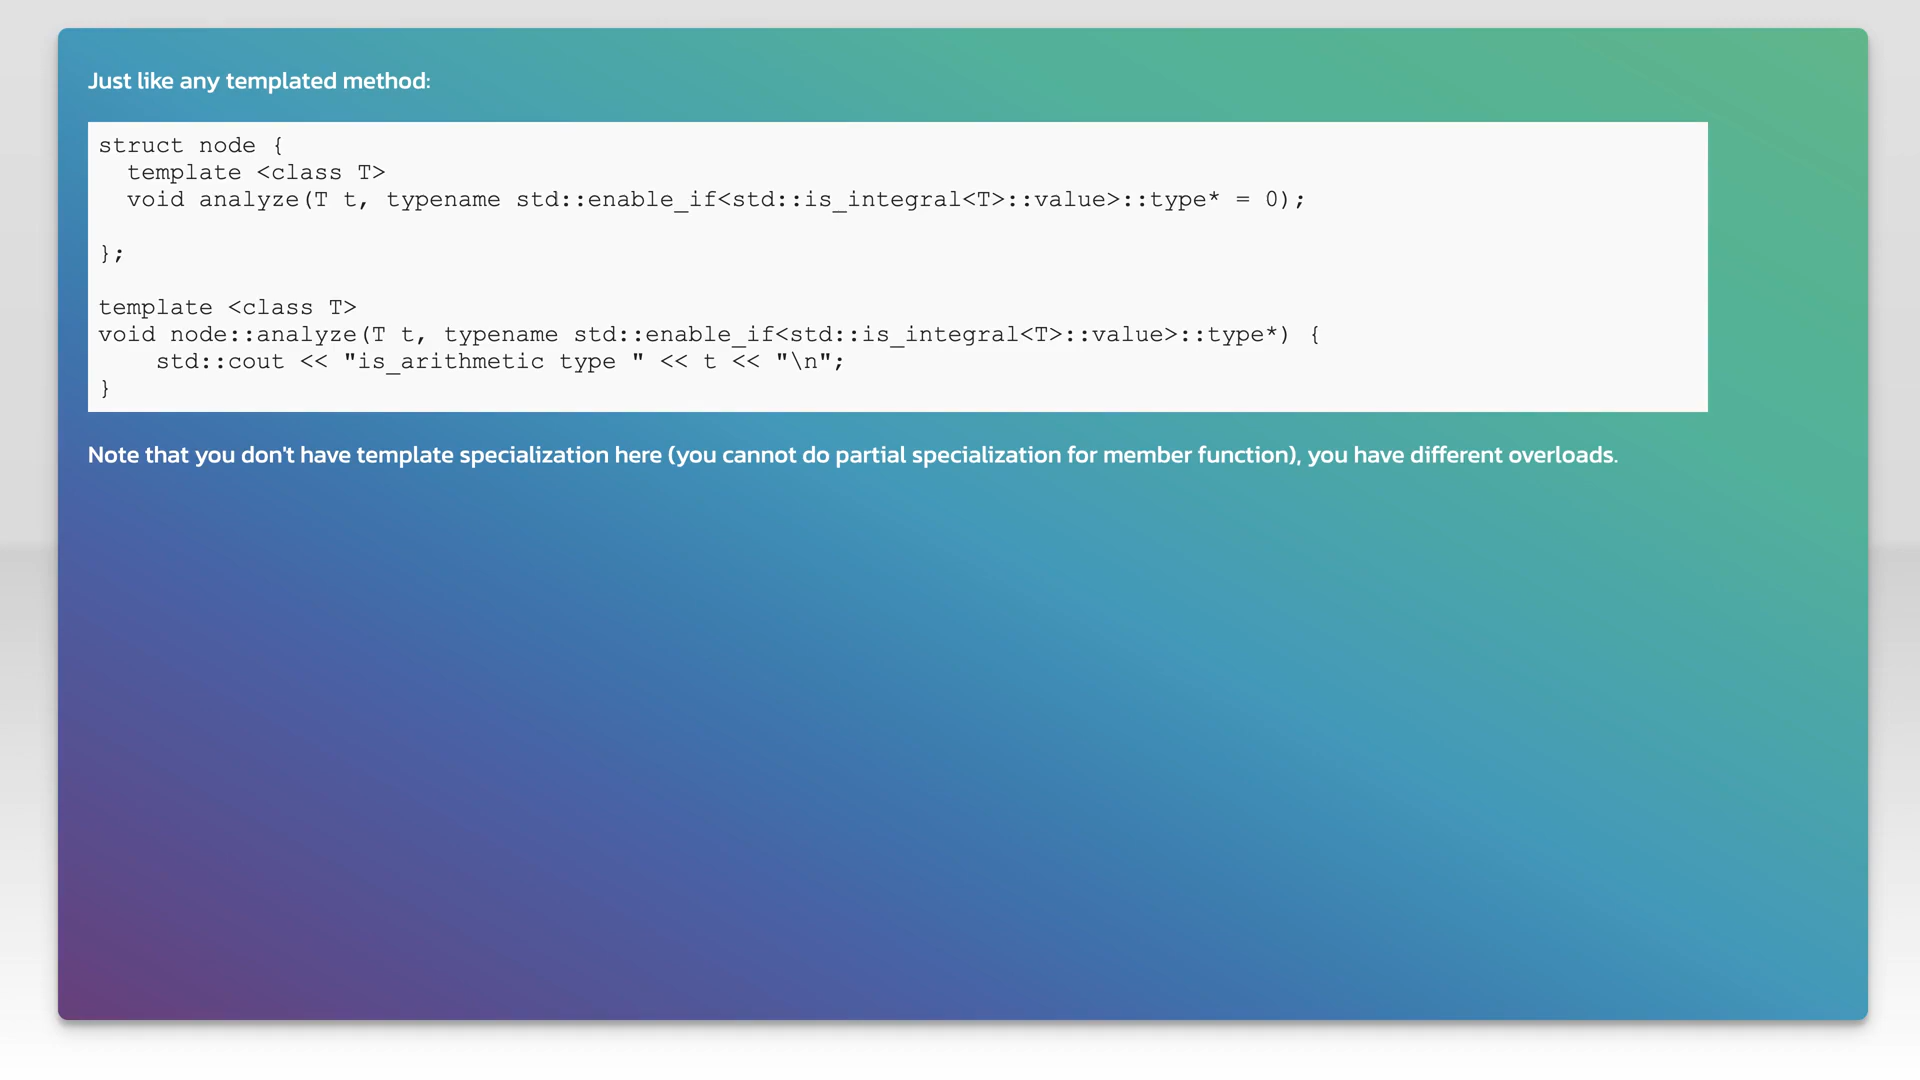 Just like any templated method:
struct node {
  template <class T>
  void analyze(T t, typename std::enable_if<std::is_integral<T>::value>::type* = 0);
};
template <class T>
void node::analyze(T t, typename std::enable_if<std::is_integral<T>::value>::type*) {
    std::cout << "is_arithmetic type " << t << "\n";
}
Note that you don't have template specialization here (you cannot do partial specialization for member function), you have different overloads.